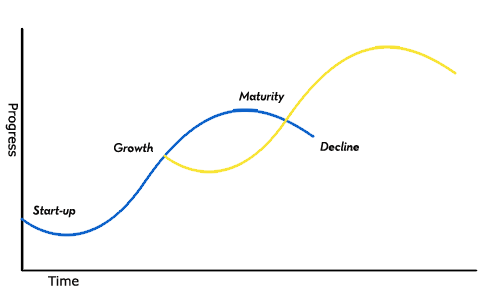 Maturity
Growth
Decline
Progress
Start-up
Time